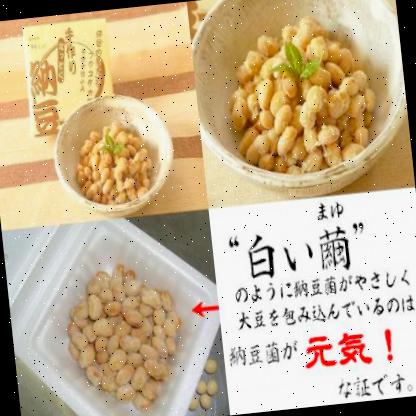 まゆ
“白い繭”
のように納豆菌がやさしく
大豆を包み込んでいるのは
納豆菌が 元気！
な証です。